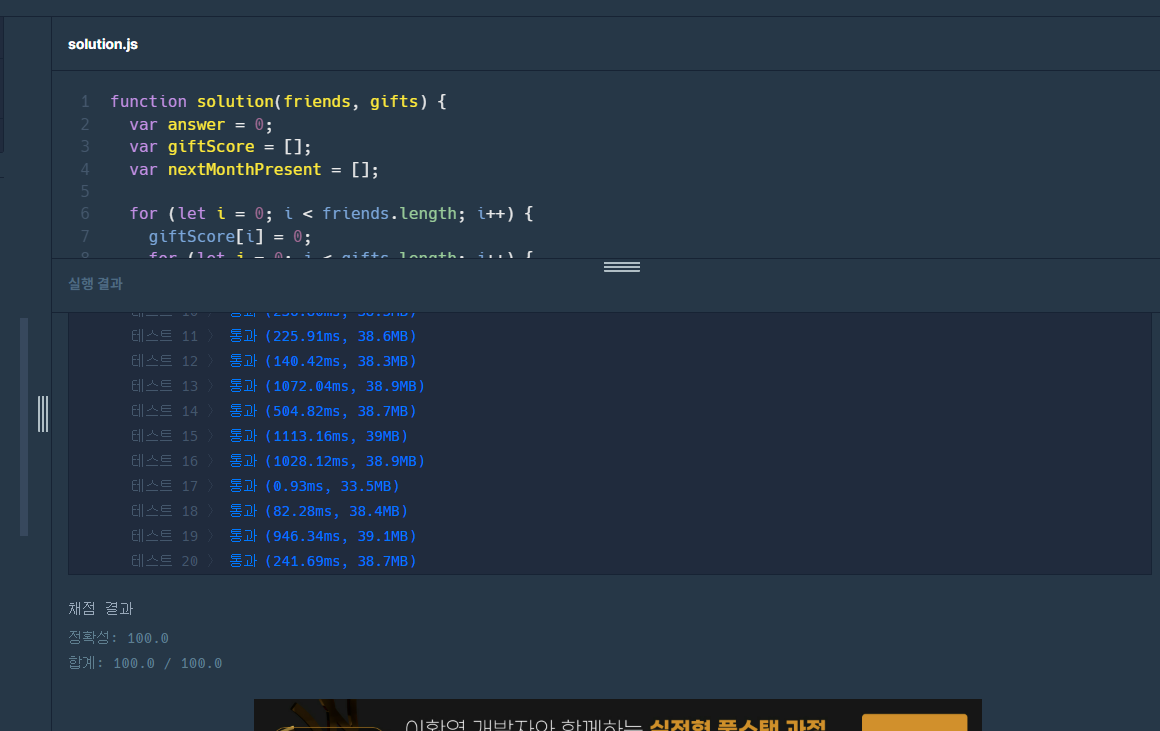 solution.js
1 function solution(friends, gifts) {
2 var answer = 0;
3 var giftScore = [];
4 var nextMonthPresent = [];
5
6 for (let i = 0; i < friends.length; i++) {
7 giftScore[i] = 0;
8 for (let j = 0; j < gifts.length; j++) {
실행 결과
테스트 10 〉 통과
테스트 11 〉 통과 (225.91ms, 38.6MB)
테스트 12 〉 통과 (140.42ms, 38.3MB)
테스트 13 〉 통과 (1072.04ms, 38.9MB)
테스트 14 〉 통과 (504.82ms, 38.7MB)
테스트 15 〉 통과 (1113.16ms, 39MB)
테스트 16 〉 통과 (1028.12ms, 38.9MB)
테스트 17 〉 통과 (0.93ms, 33.5MB)
테스트 18 〉 통과 (82.28ms, 38.4MB)
테스트 19 〉 통과 (946.34ms, 39.1MB)
테스트 20 〉 통과 (241.69ms, 38.7MB)
채점 결과
정확성: 100.0
합계: 100.0 / 100.0
개발자와 함께하는 실전형 풀스택 과정